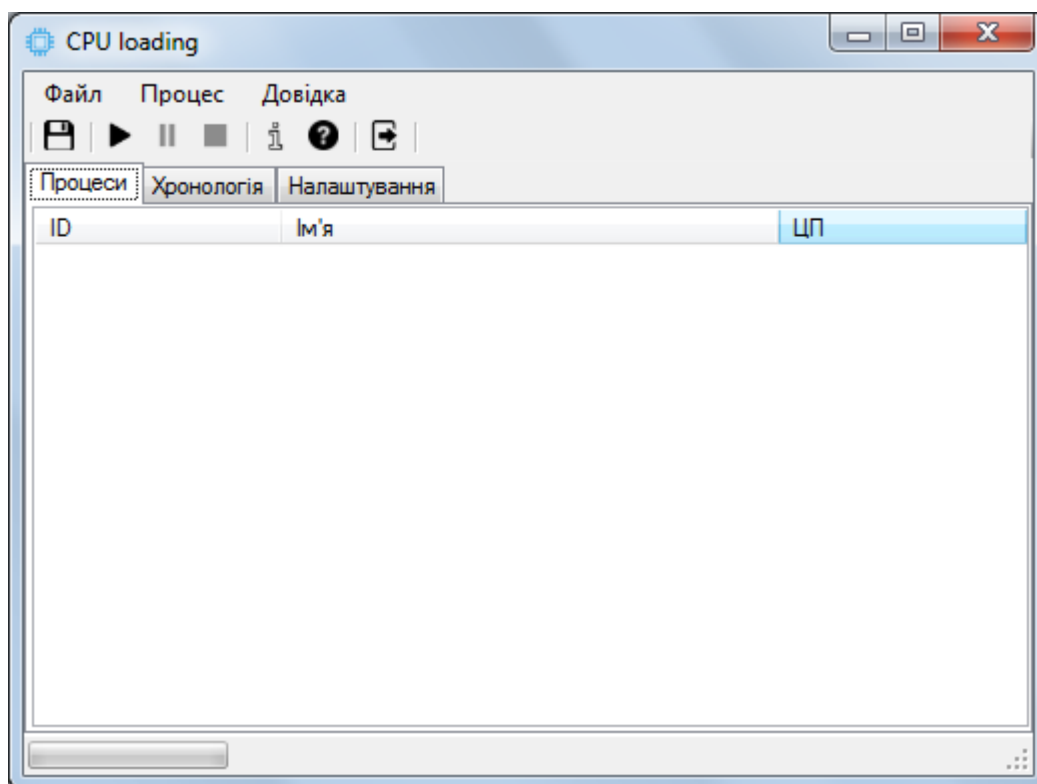 CPU loading
Файл Процес Довідка
Процеси Хронологія Налаштування
ID Ім'я ЦП